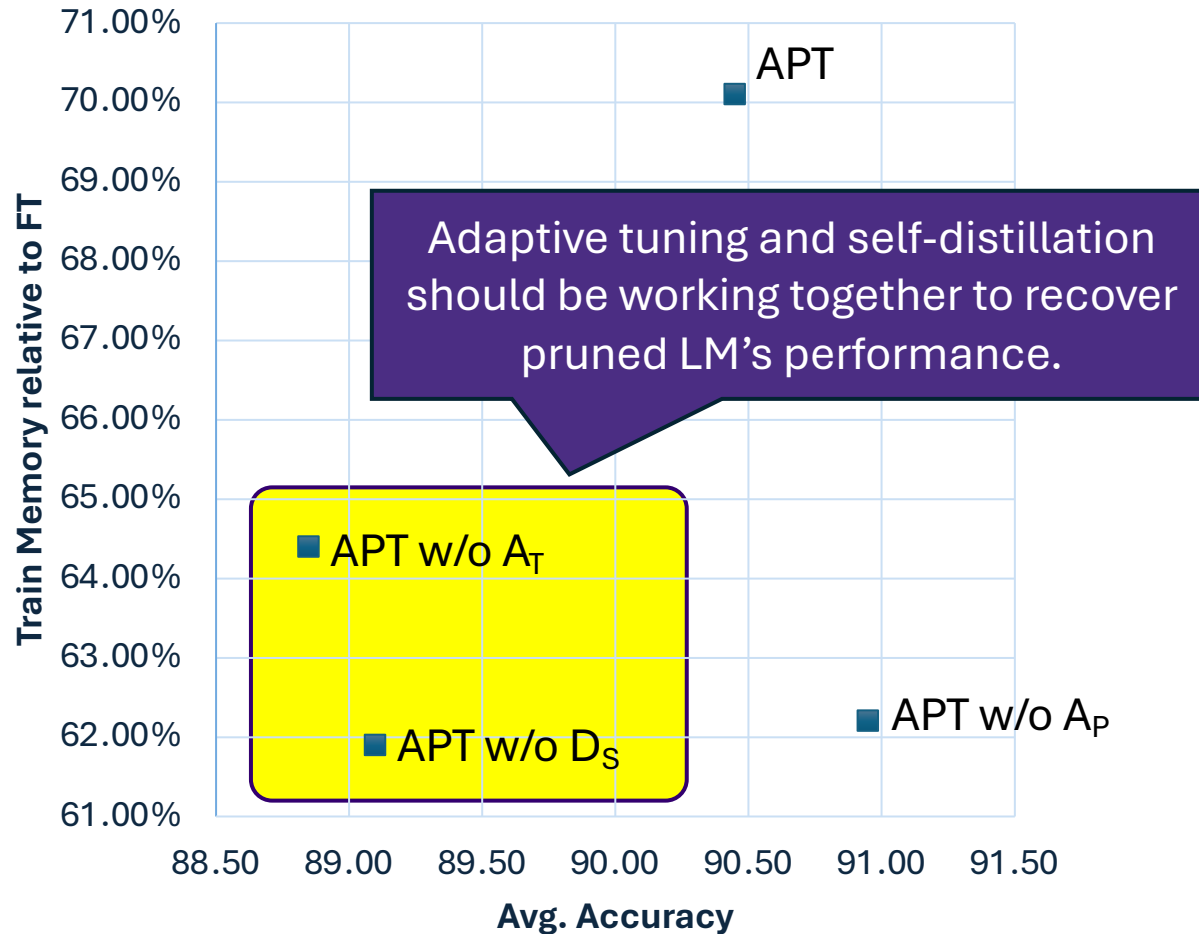 71.00%
70.00%
69.00%
68.00%
67.00%
66.00%
65.00%
64.00%
63.00%
62.00%
61.00%
Train Memory relative to FT
APT
Adaptive tuning and self-distillation
should be working together to recover
pruned LM’s performance.
APT w/o A_T
APT w/o D_S
APT w/o A_P
88.50 89.00 89.50 90.00 90.50 91.00 91.50
Avg. Accuracy